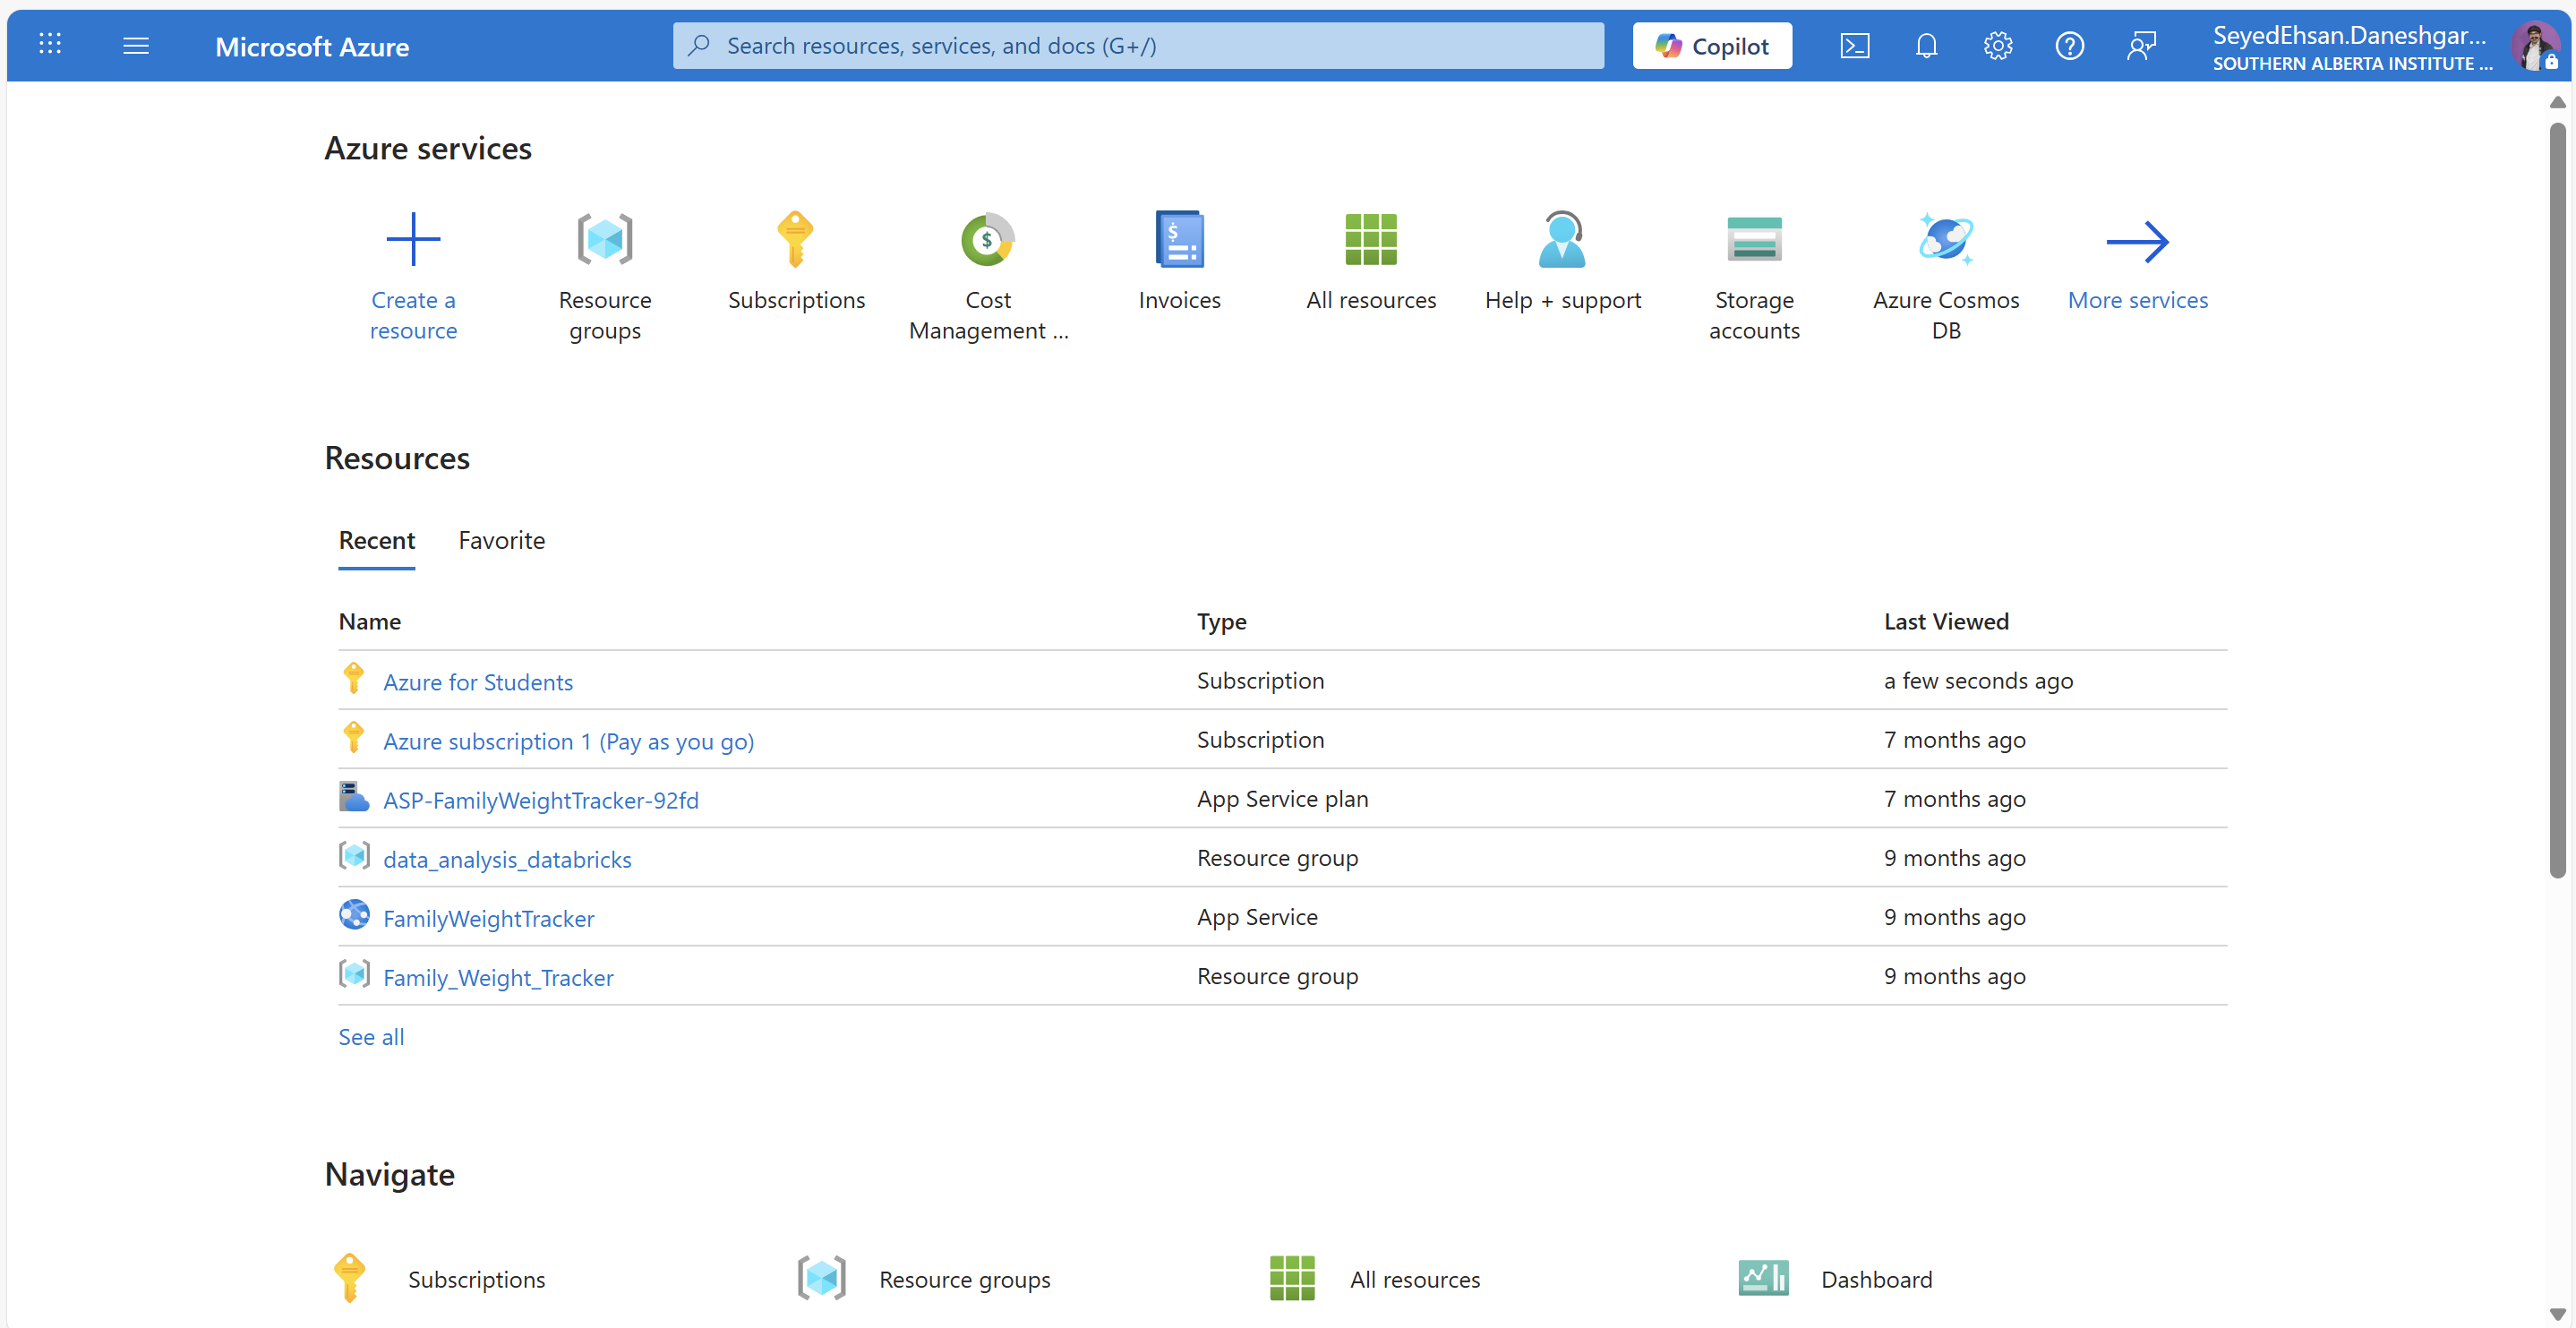 Microsoft Azure
Search resources, services, and docs (G+/)
Copilot
SeyedEhsan.Daneshgar...
SOUTHERN ALBERTA INSTITUTE ...
Azure services
Create a resource
Resource groups
Subscriptions
Cost Management ...
Invoices
All resources
Help + support
Storage accounts
Azure Cosmos DB
More services
Resources
Recent Favorite
Name Type Last Viewed
Azure for Students Subscription a few seconds ago
Azure subscription 1 (Pay as you go) Subscription 7 months ago
ASP-FamilyWeightTracker-92fd App Service plan 7 months ago
data_analysis_databricks Resource group 9 months ago
FamilyWeightTracker App Service 9 months ago
Family_Weight_Tracker Resource group 9 months ago
See all
Navigate
Subscriptions Resource groups All resources Dashboard